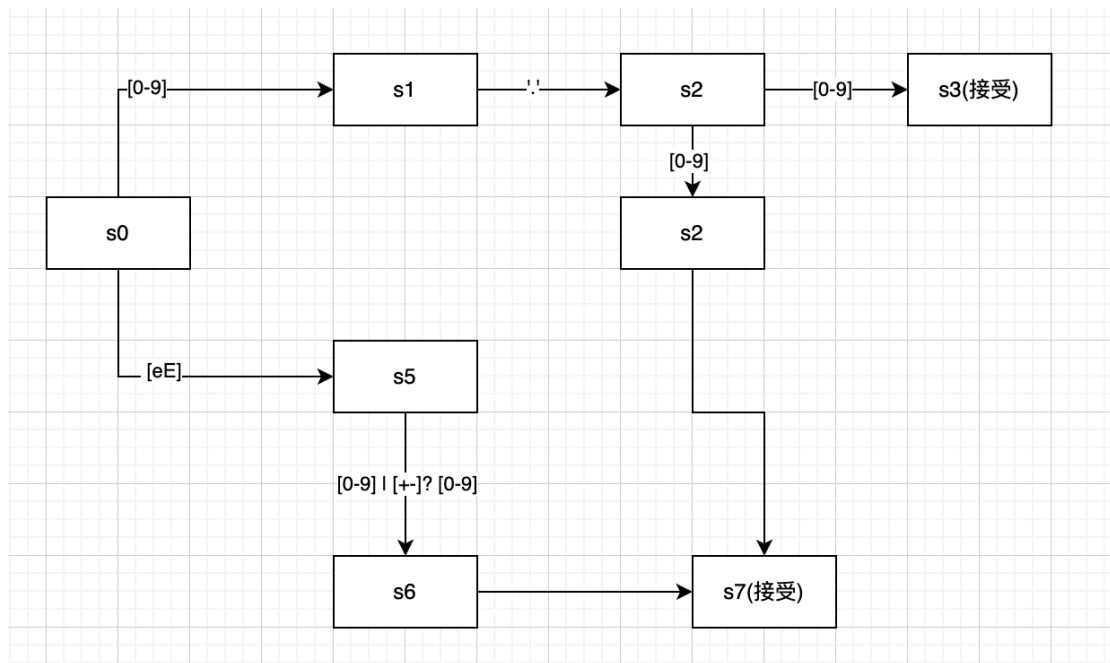 [0-9]
s1
'.'
s2
[0-9]
s3(接受)
[0-9]
s0
s2
[eE]
s5
[0-9] | [+-]? [0-9]
s6
s7(接受)